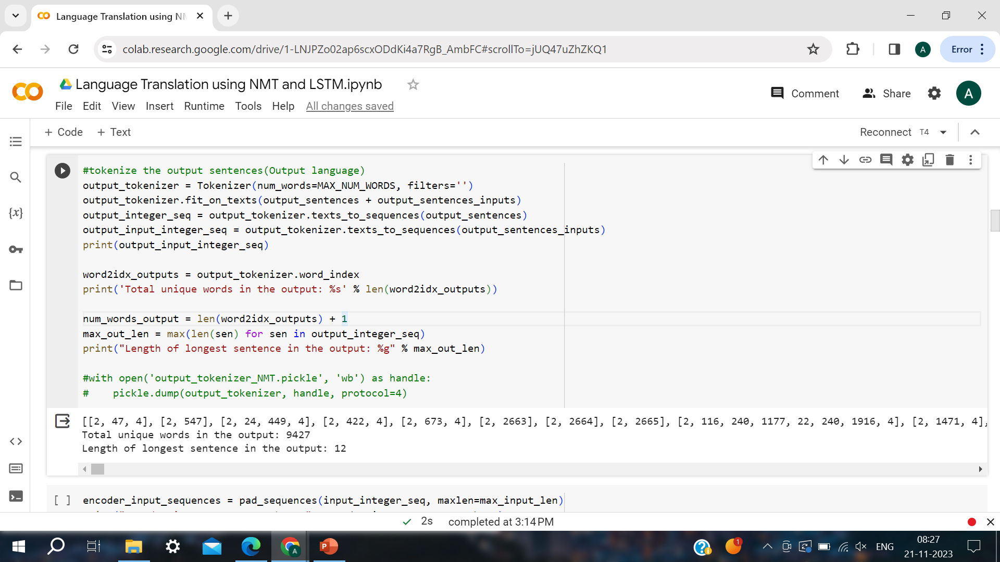 Language Translation using NM
colab.research.google.com/drive/1-LNJPZo02ap6scxODdKi4a7RgB_AmbFC#scrollTo=jUQ47uZhZKQ1
A
Error
Language Translation using NMT and LSTM.ipynb
Comment
Share
A
File Edit View Insert Runtime Tools Help All changes saved
+ Code + Text
Reconnect T4
{x}
#tokenize the output sentences(Output language)
output_tokenizer = Tokenizer(num_words=MAX_NUM_WORDS, filters='')
output_tokenizer.fit_on_texts(output_sentences + output_sentences_inputs)
output_integer_seq = output_tokenizer.texts_to_sequences(output_sentences)
output_input_integer_seq = output_tokenizer.texts_to_sequences(output_sentences_inputs)
print(output_input_integer_seq)
word2idx_outputs = output_tokenizer.word_index
print('Total unique words in the output: %s' % len(word2idx_outputs))
num_words_output = len(word2idx_outputs) + 1
max_out_len = max(len(sen) for sen in output_integer_seq)
print("Length of longest sentence in the output: %g" % max_out_len)
#with open('output_tokenizer_NMT.pickle', 'wb') as handle:
#    pickle.dump(output_tokenizer, handle, protocol=4)
[[2, 47, 4], [2, 547], [2, 24, 449, 4], [2, 422, 4], [2, 673, 4], [2, 2663], [2, 2664], [2, 2665], [2, 116, 240, 1177, 22, 240, 1916, 4], [2, 1471, 4],
Total unique words in the output: 9427
Length of longest sentence in the output: 12
[ ] encoder_input_sequences = pad_sequences(input_integer_seq, maxlen=max_input_len)
2s completed at 3:14 PM
A
P
1
ENG
08:27
21-11-2023